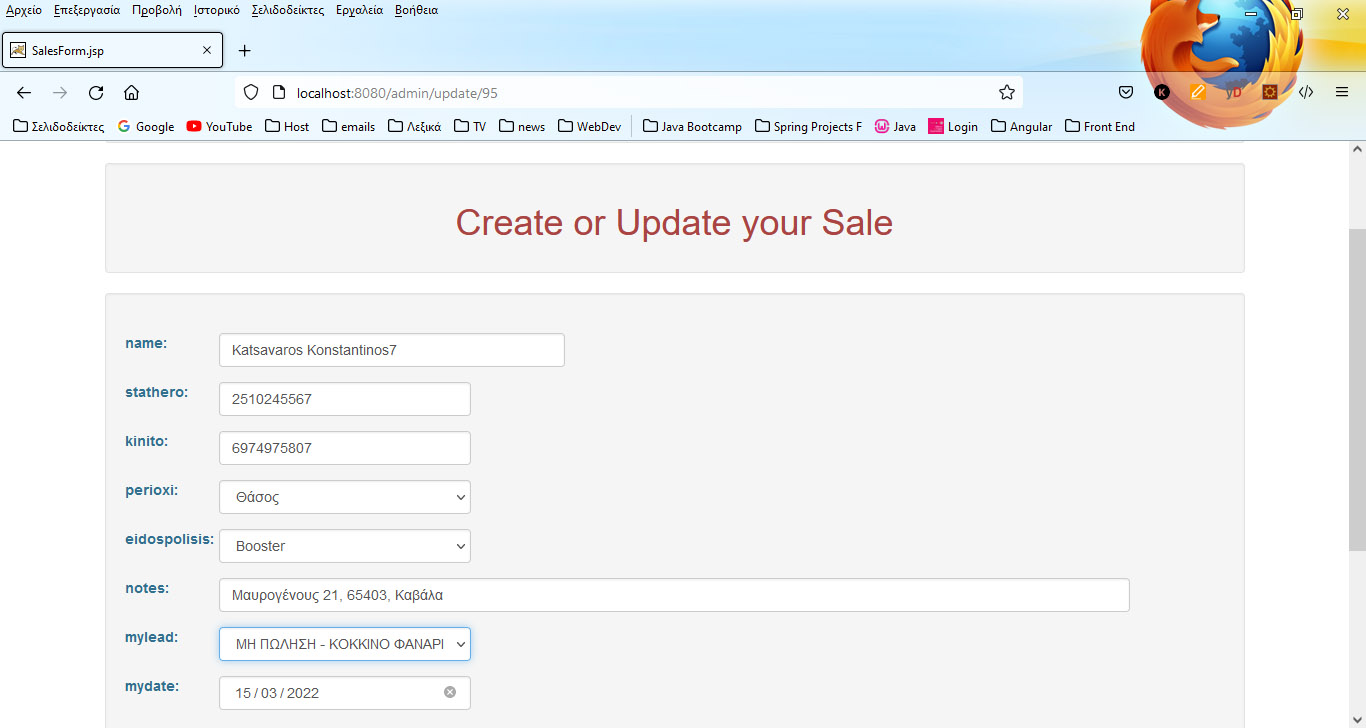 Αρχείο Επεξεργασία Προβολή Ιστορικό Σελιδοδείκτες Εργαλεία Βοήθεια
SalesForm.jsp
localhost:8080/admin/update/95
K yD
Σελιδοδείκτες Google YouTube Host emails Λεξικά TV news WebDev Java Bootcamp Spring Projects F Java Login Angular Front End
Create or Update your Sale
name: Katsavaros Konstantinos7
stathero: 2510245567
kinito: 6974975807
perioxi: Θάσος
eidospolisis: Booster
notes: Μαυρογένους 21, 65403, Καβάλα
mylead: ΜΗ ΠΩΛΗΣΗ - ΚΟΚΚΙΝΟ ΦΑΝΑΡΙ
mydate: 15 / 03 / 2022